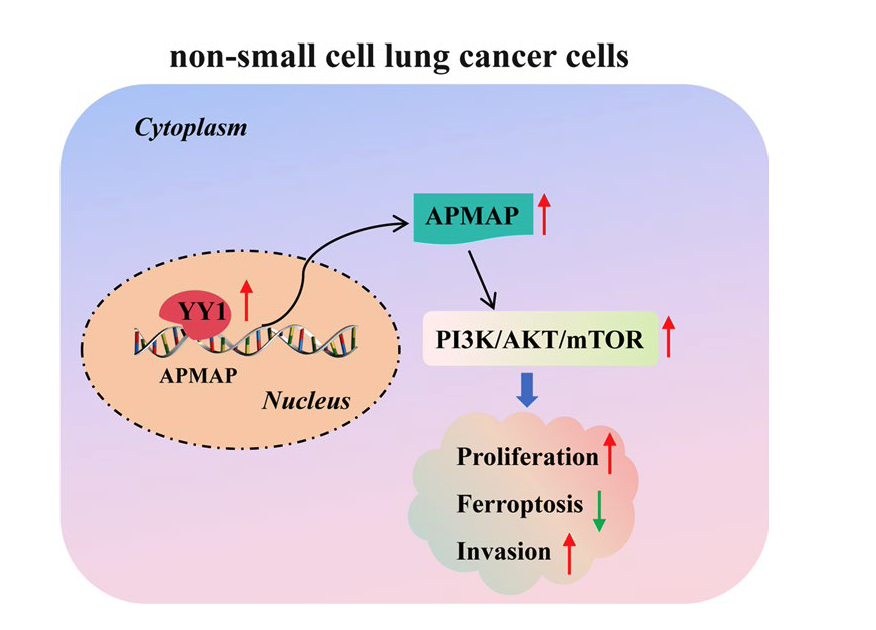 non-small cell lung cancer cells
Cytoplasm
APMAP
YY1
APMAP
Nucleus
PI3K/AKT/mTOR
Proliferation
Ferroptosis
Invasion